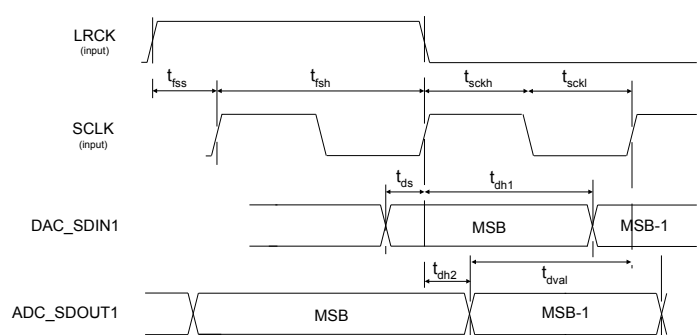 LRCK
(input)
t_fss
t_fsh
t_sckh
t_sckl
SCLK
(input)
t_ds
t_dh1
DAC_SDIN1
MSB
MSB-1
t_dh2
t_dval
ADC_SDOUT1
MSB
MSB-1